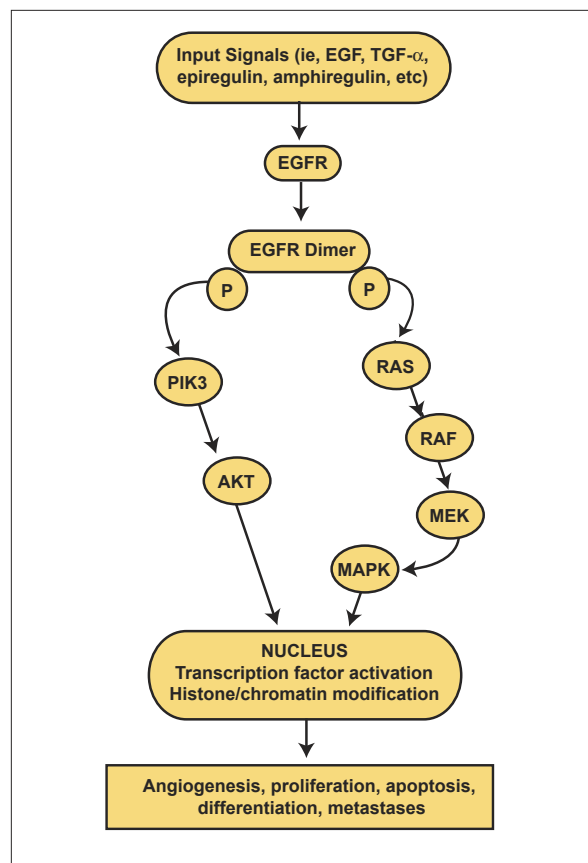 Input Signals (ie, EGF, TGF-α,
epiregulin, amphiregulin, etc)
EGFR
EGFR Dimer
P
P
PIK3
RAS
RAF
AKT
MEK
MAPK
NUCLEUS
Transcription factor activation
Histone/chromatin modification
Angiogenesis, proliferation, apoptosis,
differentiation, metastases